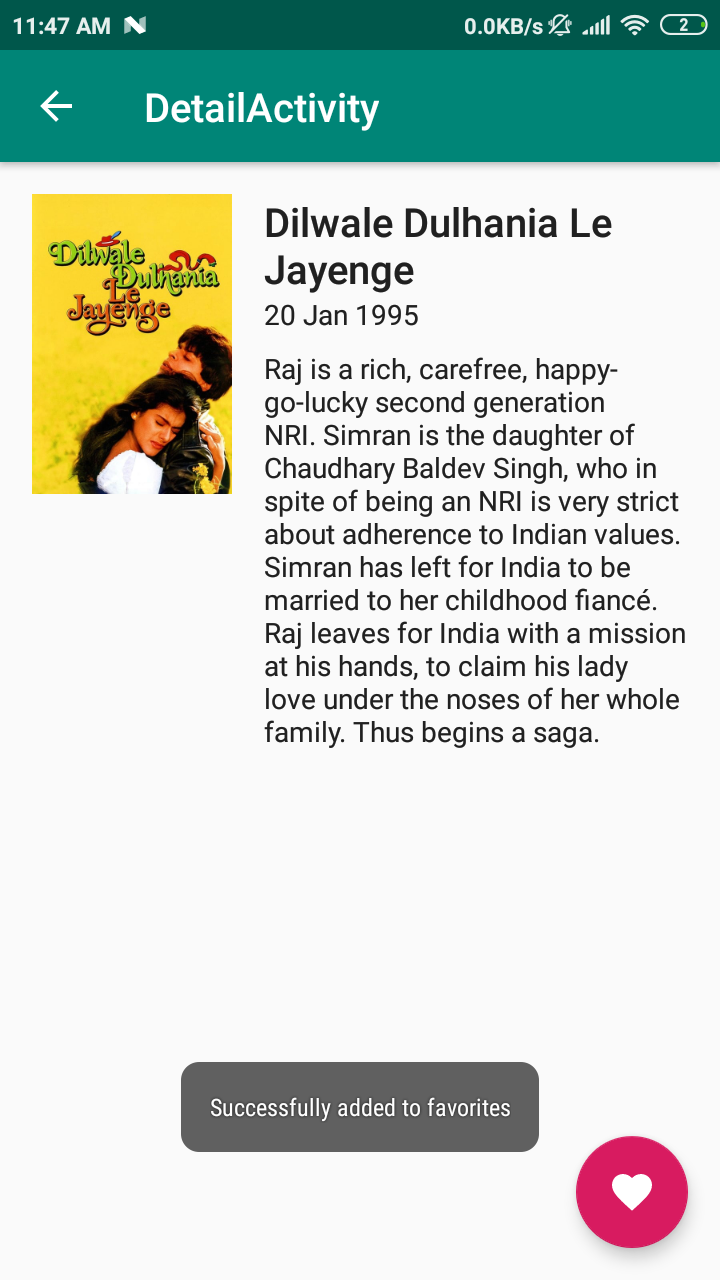 11:47 AM 0.0KB/s 2
DetailActivity
Dilwale
Dulhania
Le
Jayenge
Dilwale Dulhania Le
Jayenge
20 Jan 1995
Raj is a rich, carefree, happy-
go-lucky second generation
NRI. Simran is the daughter of
Chaudhary Baldev Singh, who in
spite of being an NRI is very strict
about adherence to Indian values.
Simran has left for India to be
married to her childhood fiancé.
Raj leaves for India with a mission
at his hands, to claim his lady
love under the noses of her whole
family. Thus begins a saga.
Successfully added to favorites